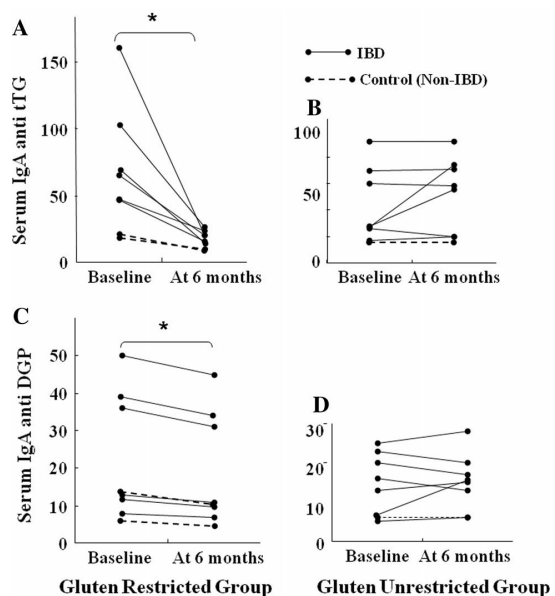 A
*
IBD
Control (Non-IBD)
Serum IgA anti tTG
150
100
50
0
Baseline At 6 months
B
100
50
0
Baseline At 6 months
C
*
Serum IgA anti DGP
50
40
30
20
10
0
Baseline At 6 months
Gluten Restricted Group
D
30
20
10
0
Baseline At 6 months
Gluten Unrestricted Group